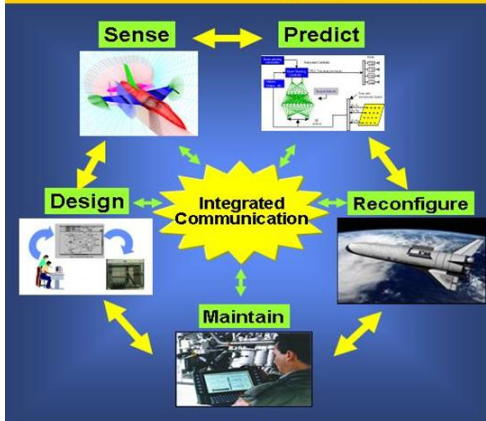 Sense
Predict
Design
Integrated
Communication
Reconfigure
Maintain